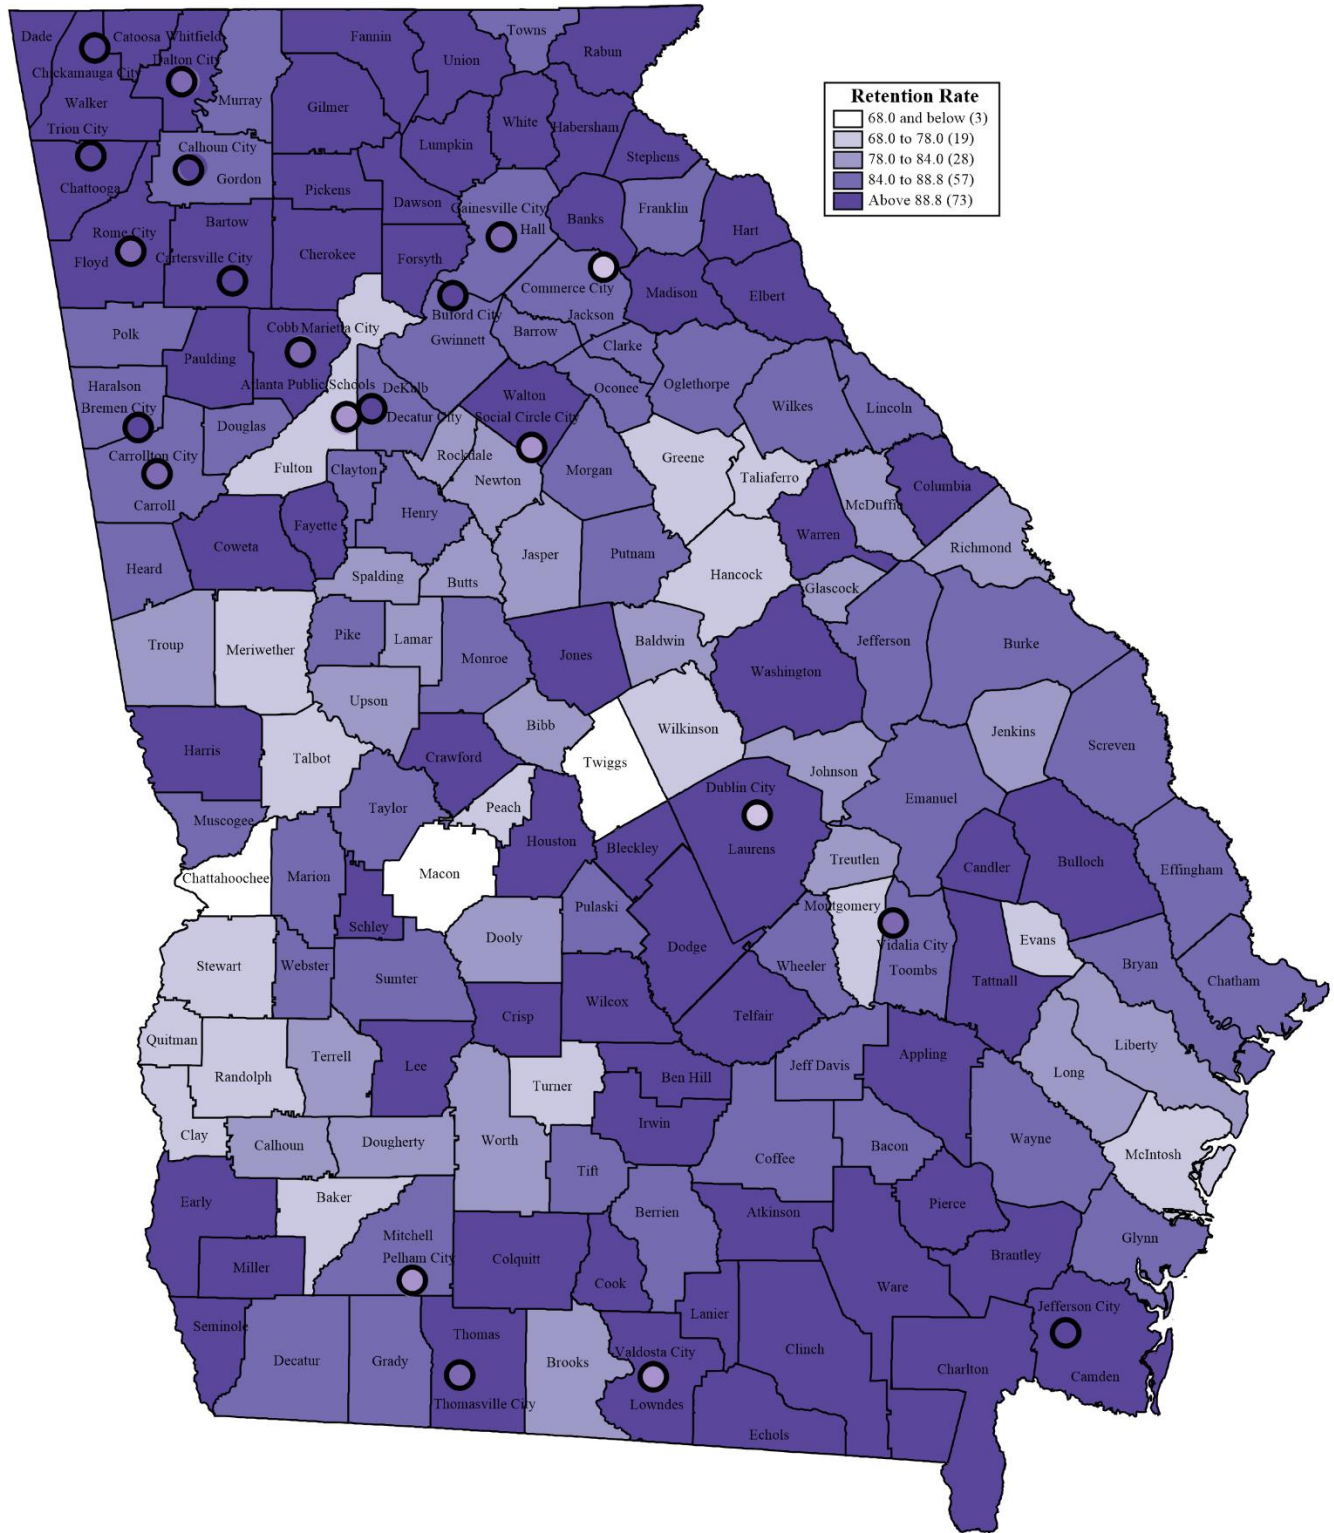 Dade
Catoosa
Whitfield
Fannin
Towns
Rabun
Union
Chickamauga City
Dalton City
Walker
Murray
Gilmer
White
Habersham
Trion City
Lumpkin
Stephens
Calhoun City
Chattooga
Gordon
Pickens
Dawson
Gainesville City
Banks
Franklin
Bartow
Hall
Hart
Rome City
Cartersville City
Floyd
Cherokee
Forsyth
Commerce City
Madison
Elbert
Buford City
Jackson
Polk
Cobb
Marietta City
Gwinnett
Barrow
Paulding
Clarke
Haralson
Atlanta Public Schools
DeKalb
Walton
Oconee
Oglethorpe
Bremen City
Decatur City
Social Circle City
Wilkes
Lincoln
Douglas
Carrollton City
Fulton
Clayton
Rockdale
Newton
Morgan
Greene
Taliaferro
Columbia
Carroll
Henry
McDuffie
Fayette
Warren
Coweta
Richmond
Heard
Spalding
Butts
Jasper
Putnam
Hancock
Glascock
Troup
Meriwether
Pike
Lamar
Monroe
Jones
Baldwin
Washington
Jefferson
Burke
Upson
Bibb
Wilkinson
Jenkins
Screven
Harris
Talbot
Crawford
Twiggs
Johnson
Muscogee
Taylor
Peach
Dublin City
Emanuel
Houston
Bleckley
Laurens
Chattahoochee
Marion
Macon
Treutlen
Candler
Bulloch
Effingham
Schley
Pulaski
Montgomery
Dooly
Dodge
Vidalia City
Evans
Stewart
Webster
Sumter
Wheeler
Toombs
Tattnall
Bryan
Chatham
Crisp
Wilcox
Telfair
Quitman
Terrell
Appling
Liberty
Randolph
Lee
Turner
Ben Hill
Jeff Davis
Long
Clay
Calhoun
Dougherty
Worth
Irwin
Coffee
Bacon
Wayne
McIntosh
Tift
Early
Baker
Berrien
Atkinson
Pierce
Mitchell
Pelham City
Colquitt
Brantley
Glynn
Miller
Cook
Ware
Seminole
Thomas
Lanier
Jefferson City
Decatur
Grady
Brooks
Valdosta City
Clinch
Charlton
Camden
Thomasville City
Lowndes
Echols
Retention Rate
68.0 and below (3)
68.0 to 78.0 (19)
78.0 to 84.0 (28)
84.0 to 88.8 (57)
Above 88.8 (73)